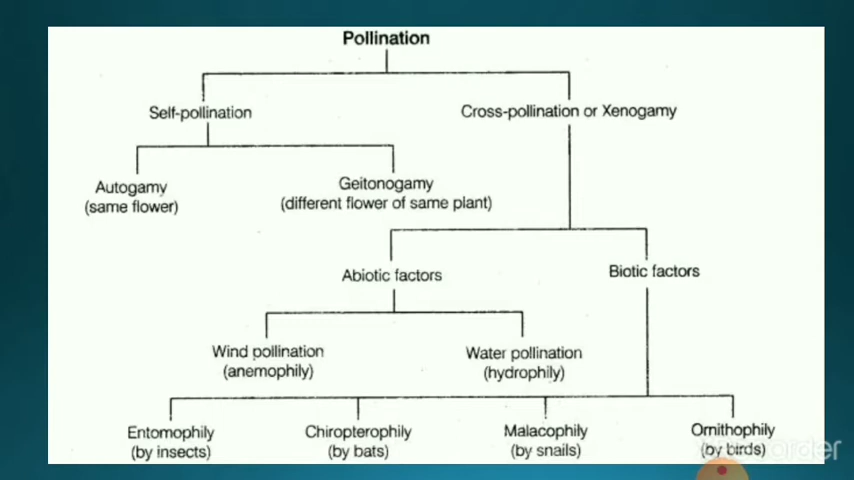 Pollination
Self-pollination
Cross-pollination or Xenogamy
Autogamy
(same flower)
Geitonogamy
(different flower of same plant)
Abiotic factors
Biotic factors
Wind pollination
(anemophily)
Water pollination
(hydrophily)
Entomophily
(by insects)
Chiropterophily
(by bats)
Malacophily
(by snails)
Ornithophily
(by birds)